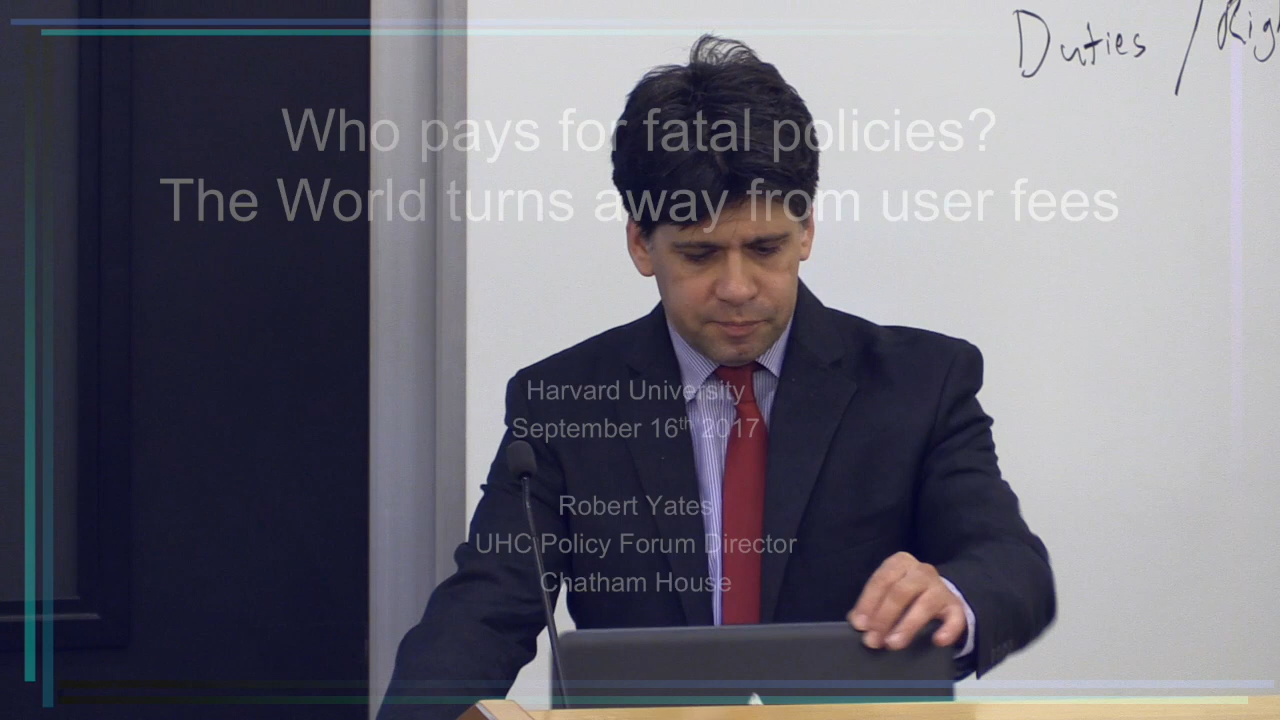 Duties / Rig
Who pays for fatal policies?
The World turns away from user fees
Harvard University
September 16th 2017
Robert Yates
UHC Policy Forum Director
Chatham House